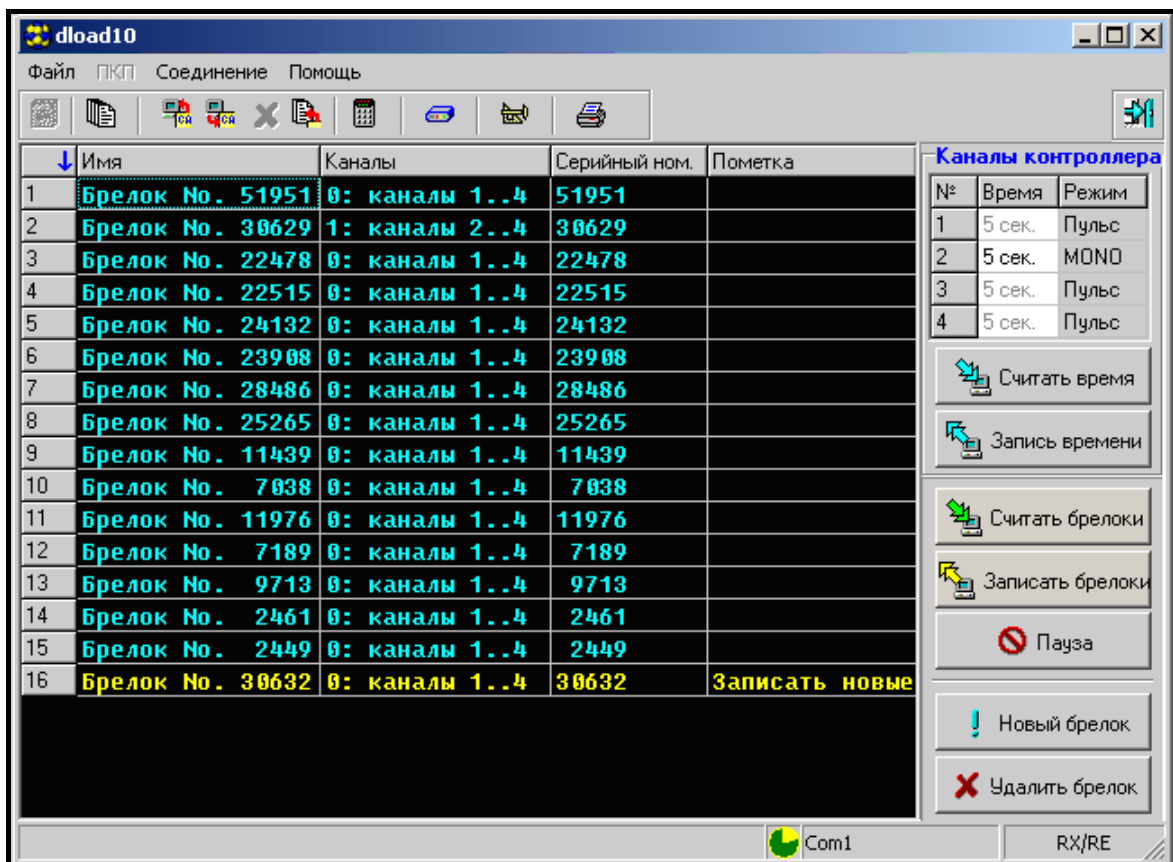 dload10
Файл ПКП Соединение Помощь
Имя Каналы Серийный ном. Пометка
1 Брелок No. 51951 0: каналы 1..4 51951
2 Брелок No. 30629 1: каналы 2..4 30629
3 Брелок No. 22478 0: каналы 1..4 22478
4 Брелок No. 22515 0: каналы 1..4 22515
5 Брелок No. 24132 0: каналы 1..4 24132
6 Брелок No. 23908 0: каналы 1..4 23908
7 Брелок No. 28486 0: каналы 1..4 28486
8 Брелок No. 25265 0: каналы 1..4 25265
9 Брелок No. 11439 0: каналы 1..4 11439
10 Брелок No. 7038 0: каналы 1..4 7038
11 Брелок No. 11976 0: каналы 1..4 11976
12 Брелок No. 7189 0: каналы 1..4 7189
13 Брелок No. 9713 0: каналы 1..4 9713
14 Брелок No. 2461 0: каналы 1..4 2461
15 Брелок No. 2449 0: каналы 1..4 2449
16 Брелок No. 30632 0: каналы 1..4 30632 Записать новые
Каналы контроллера
№ Время Режим
1 5 сек. Пульс
2 5 сек. MONO
3 5 сек. Пульс
4 5 сек. Пульс
Считать время
Запись времени
Считать брелоки
Записать брелоки
Пауза
Новый брелок
Удалить брелок
Com1 RX/RE